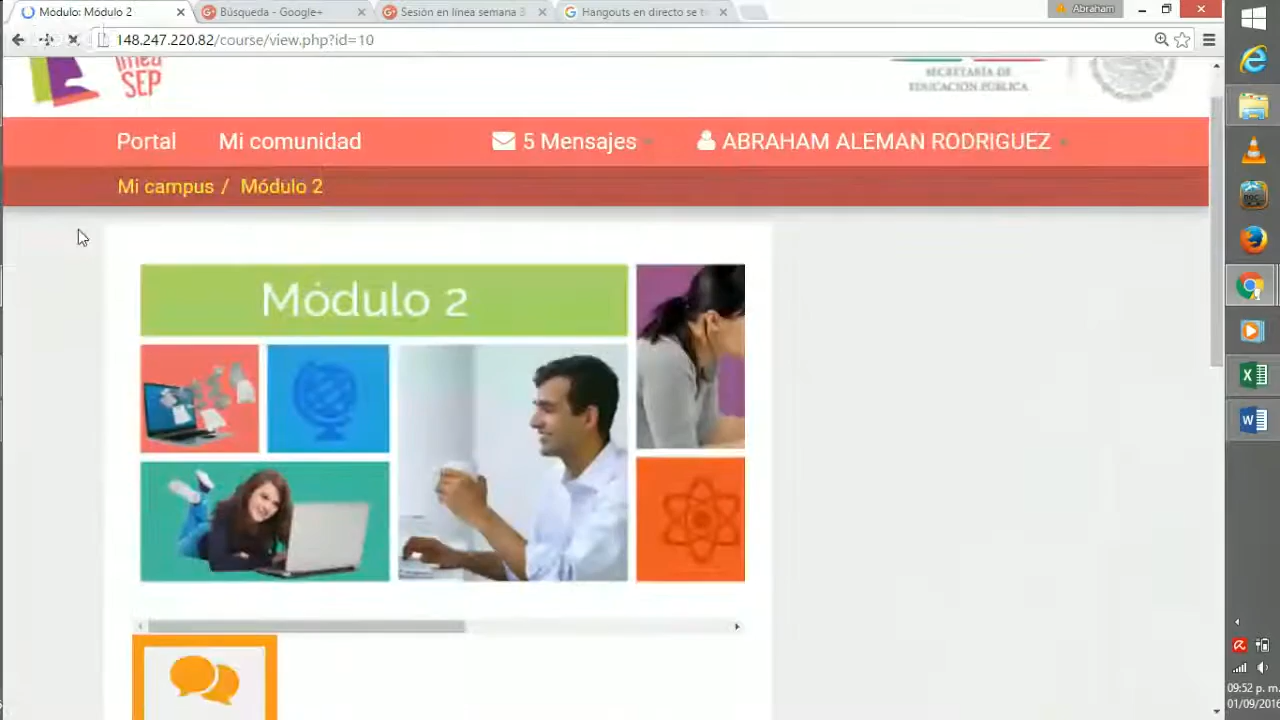 Módulo: Módulo 2
Búsqueda - Google+
Sesión en línea semana 3
Hangouts en directo se t
Abraham
148.247.220.82/course/view.php?id=10
línea
SEP
SECRETARÍA DE
EDUCACIÓN PÚBLICA
Portal
Mi comunidad
5 Mensajes
ABRAHAM ALEMAN RODRIGUEZ
Mi campus / Módulo 2
Módulo 2
09:52 p. m.
01/09/2016